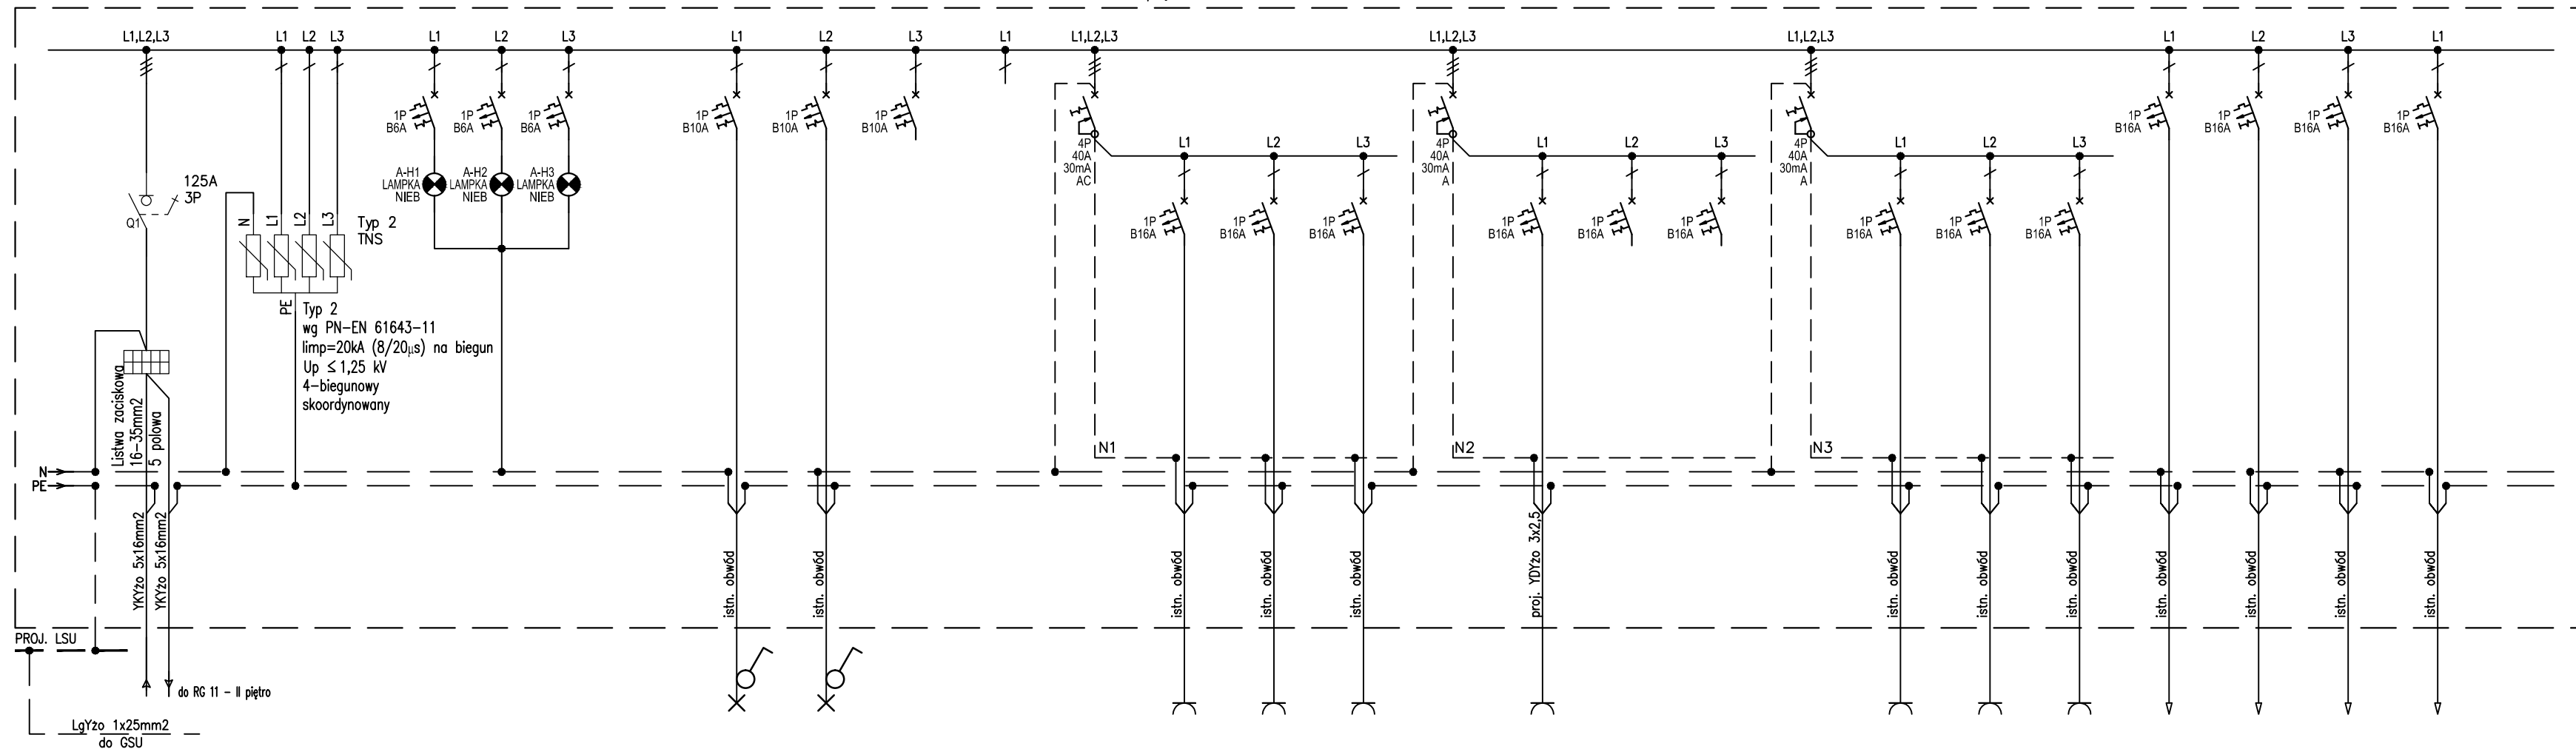 L1,L2,L3
L1
L2
L3
L1
L2
L3
L1
L2
L3
L1
L1,L2,L3
L1,L2,L3
L1,L2,L3
L1
L2
L3
L1
1P
B6A
1P
B6A
1P
B6A
1P
B10A
1P
B10A
1P
B10A
1P
B16A
1P
B16A
1P
B16A
1P
B16A
4P
40A
30mA
AC
4P
40A
30mA
A
4P
40A
30mA
A
L1
L2
L3
L1
L2
L3
L1
L2
L3
125A
3P
Q1
A-H1
LAMPKA
NIEB
A-H2
LAMPKA
NIEB
A-H3
LAMPKA
NIEB
N
L1
L2
L3
Typ 2
TNS
1P
B16A
1P
B16A
1P
B16A
1P
B16A
1P
B16A
1P
B16A
1P
B16A
1P
B16A
1P
B16A
PE
Typ 2
wg PN-EN 61643-11
limp=20kA (8/20µs) na biegun
Up ≤ 1,25 kV
4-biegunowy
skoordynowany
Listwa zaciskowa
16-35mm2
5 polowa
N1
N2
N3
N
PE
YKYżo 5x16mm2
YKYżo 5x16mm2
istn. obwód
istn. obwód
istn. obwód
istn. obwód
istn. obwód
proj. YDYżo 3x2,5
istn. obwód
istn. obwód
istn. obwód
istn. obwód
istn. obwód
istn. obwód
istn. obwód
PROJ. LSU
do RG 11 - II piętro
LgYżo 1x25mm2
do GSU